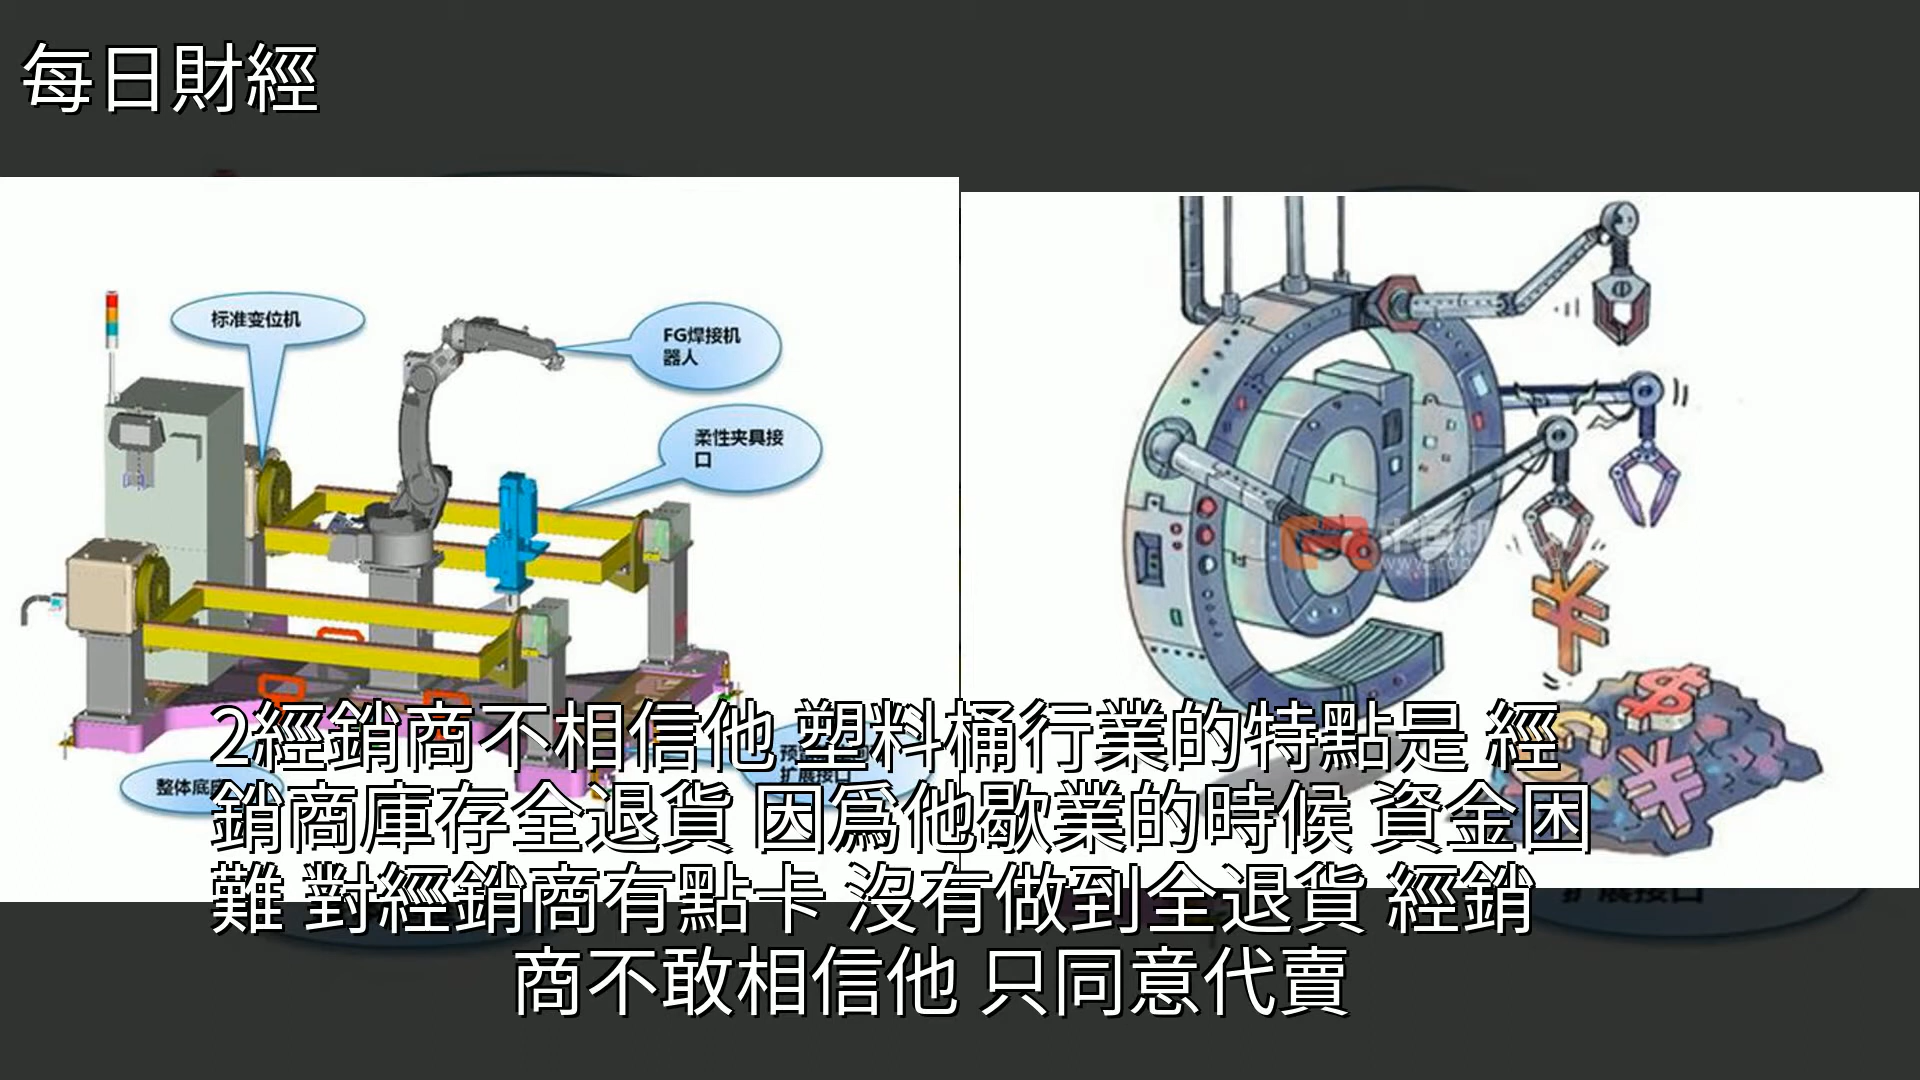 每日財經
标准变位机
FG焊接机
器人
柔性夹具接
口
扩展接口
整体底
2經銷商不相信他 塑料桶行業的特點是 經
銷商庫存全退貨 因爲他歇業的時候 資金困
難 對經銷商有點卡 沒有做到全退貨 經銷
商不敢相信他 只同意代賣
扩展接口